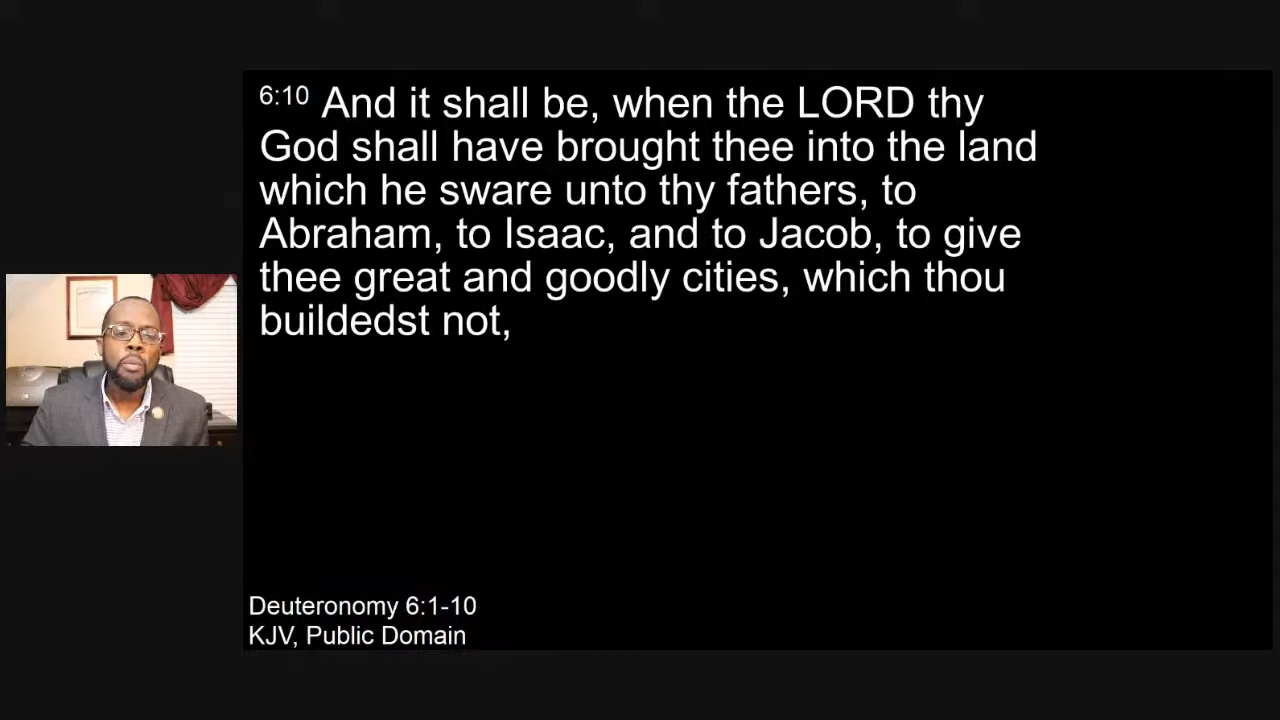 6:10 And it shall be, when the LORD thy
God shall have brought thee into the land
which he sware unto thy fathers, to
Abraham, to Isaac, and to Jacob, to give
thee great and goodly cities, which thou
buildedst not,
Deuteronomy 6:1-10
KJV, Public Domain